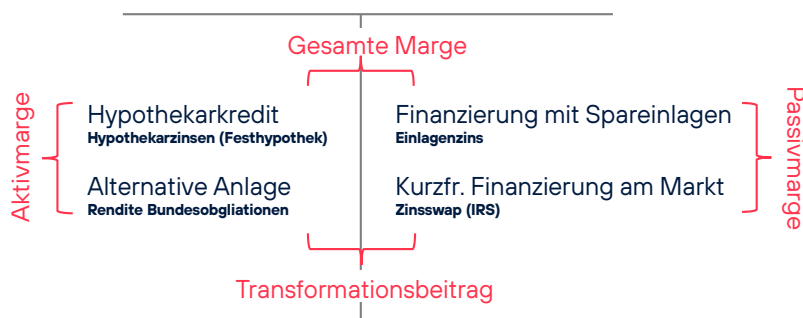 Gesamte Marge
Aktivmarge
Hypothekarkredit
Hypothekarzinsen (Festhypothek)
Alternative Anlage
Rendite Bundesobgliationen
Finanzierung mit Spareinlagen
Einlagenzins
Kurzfr. Finanzierung am Markt
Zinsswap (IRS)
Passivmarge
Transformationsbeitrag